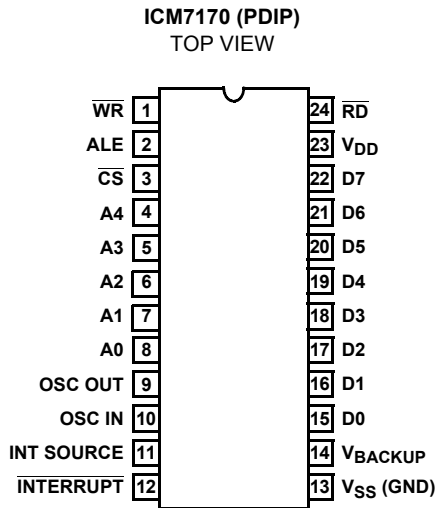 ICM7170 (PDIP)
TOP VIEW
WR 1 24 RD
ALE 2 23 VDD
CS 3 22 D7
A4 4 21 D6
A3 5 20 D5
A2 6 19 D4
A1 7 18 D3
A0 8 17 D2
OSC OUT 9 16 D1
OSC IN 10 15 D0
INT SOURCE 11 14 VBACKUP
INTERRUPT 12 13 VSS (GND)